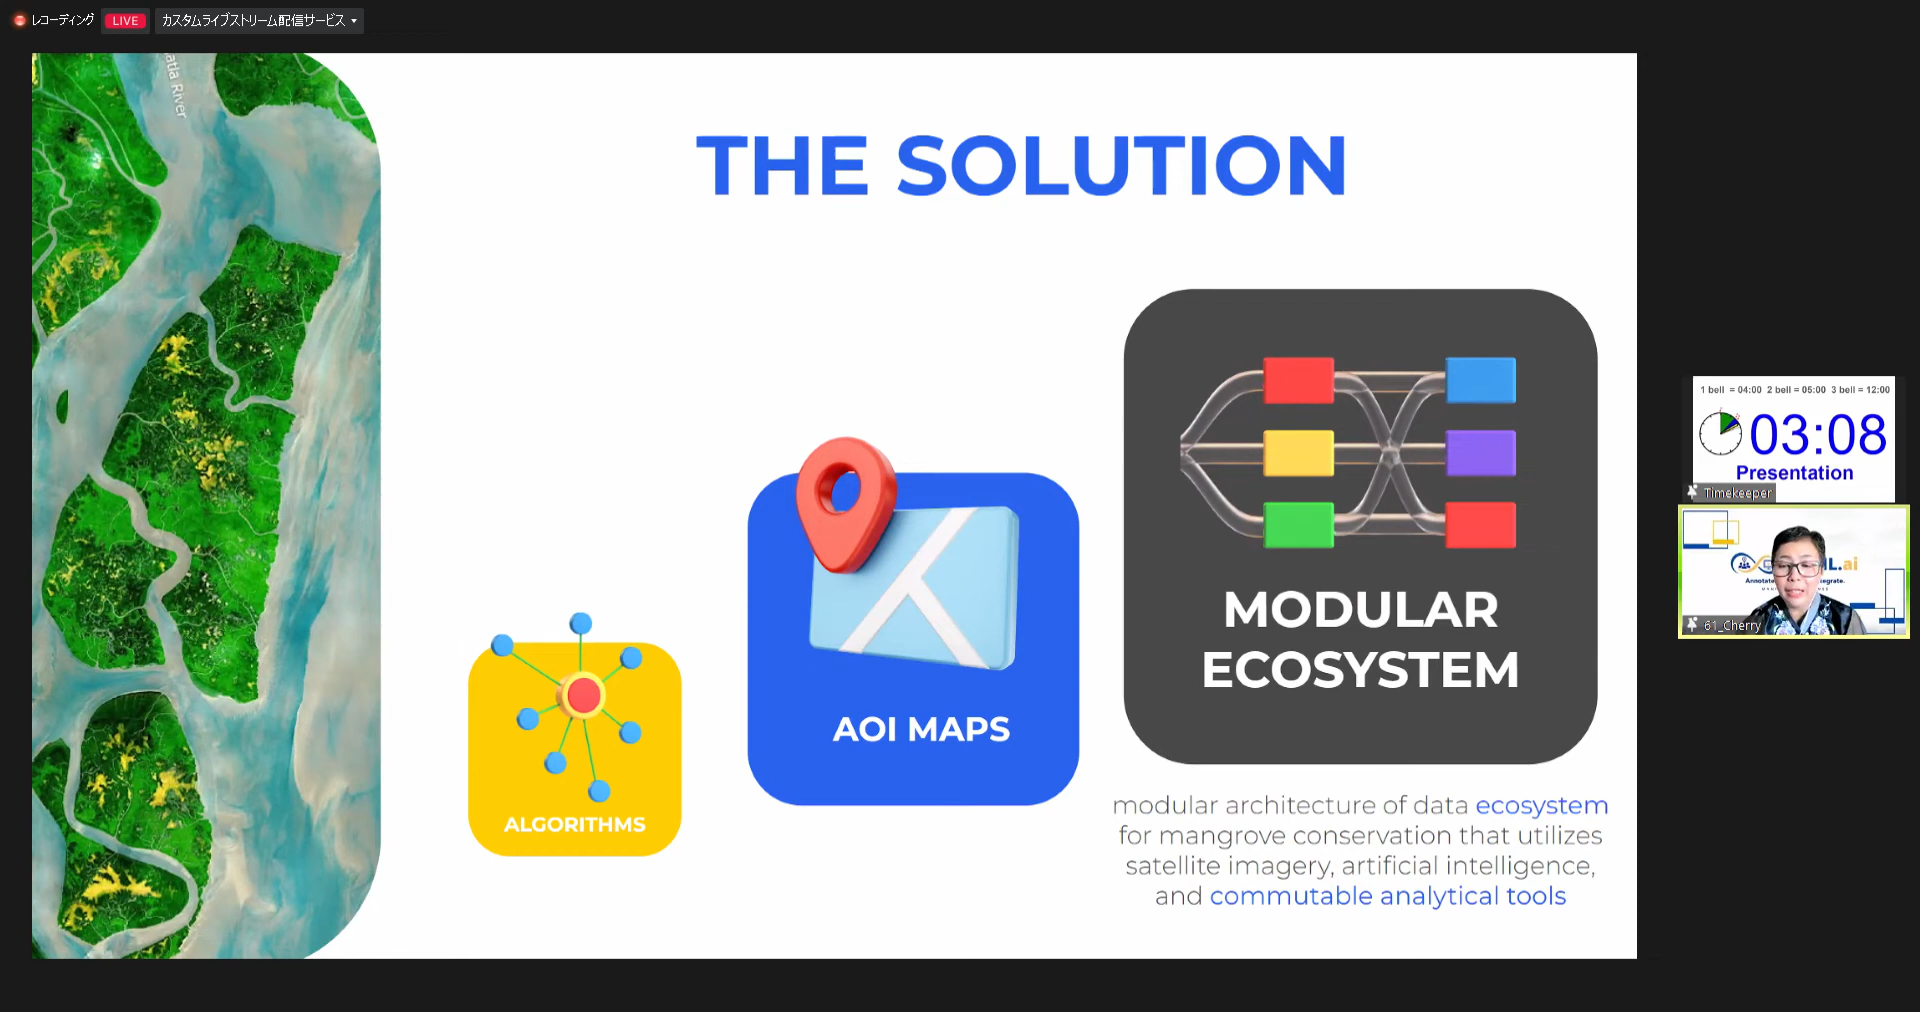 レコーディング
LIVE
カスタムライブストリーム配信サービス
atla River
THE SOLUTION
ALGORITHMS
AOI MAPS
MODULAR
ECOSYSTEM
modular architecture of data ecosystem
for mangrove conservation that utilizes
satellite imagery, artificial intelligence,
and commutable analytical tools
1 bell = 04:00 2 bell = 05:00 3 bell = 12:00
03:08
Presentation
Timekeeper
L.ai
61_Cherry